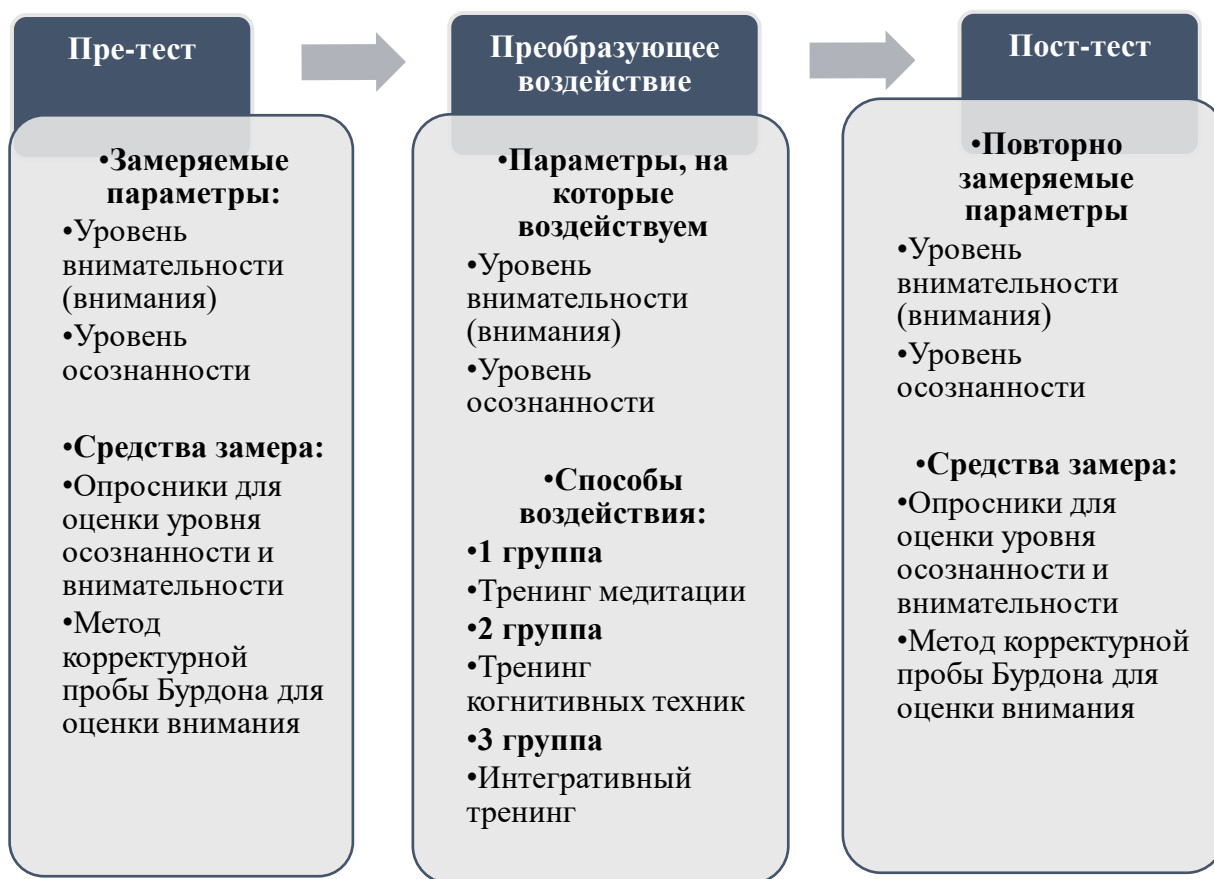 Пре-тест
•Замеряемые
параметры:
•Уровень
внимательности
(внимания)
•Уровень
осознанности
•Средства замера:
•Опросники для
оценки уровня
осознанности и
внимательности
•Метод
корректурной
пробы Бурдона для
оценки внимания
Преобразующее
воздействие
•Параметры, на
которые
воздействуем
•Уровень
внимательности
(внимания)
•Уровень
осознанности
•Способы
воздействия:
•1 группа
•Тренинг медитации
•2 группа
•Тренинг
когнитивных техник
•3 группа
•Интегративный
тренинг
Пост-тест
•Повторно
замеряемые
параметры
•Уровень
внимательности
(внимания)
•Уровень
осознанности
•Средства замера:
•Опросники для
оценки уровня
осознанности и
внимательности
•Метод корректурной
пробы Бурдона для
оценки внимания